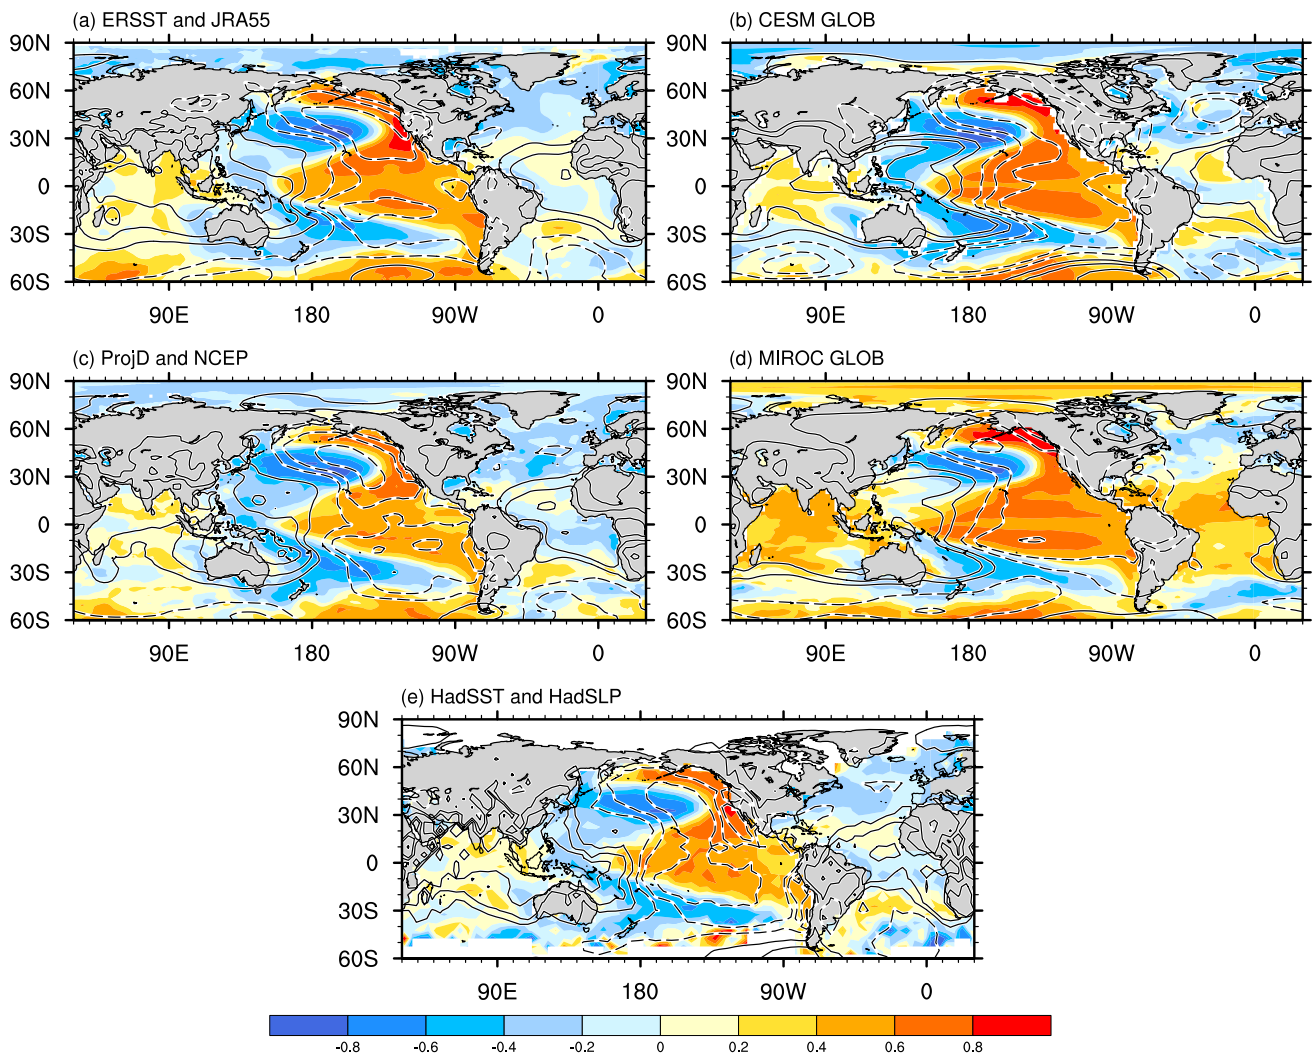 (a) ERSST and JRA55
(b) CESM GLOB
90N
60N
30N
0
30S
60S
90E 180 90W 0
90N
60N
30N
0
30S
60S
90E 180 90W 0
(c) ProjD and NCEP
(d) MIROC GLOB
90N
60N
30N
0
30S
60S
90E 180 90W 0
90N
60N
30N
0
30S
60S
90E 180 90W 0
(e) HadSST and HadSLP
90N
60N
30N
0
30S
60S
90E 180 90W 0
-0.8 -0.6 -0.4 -0.2 0 0.2 0.4 0.6 0.8